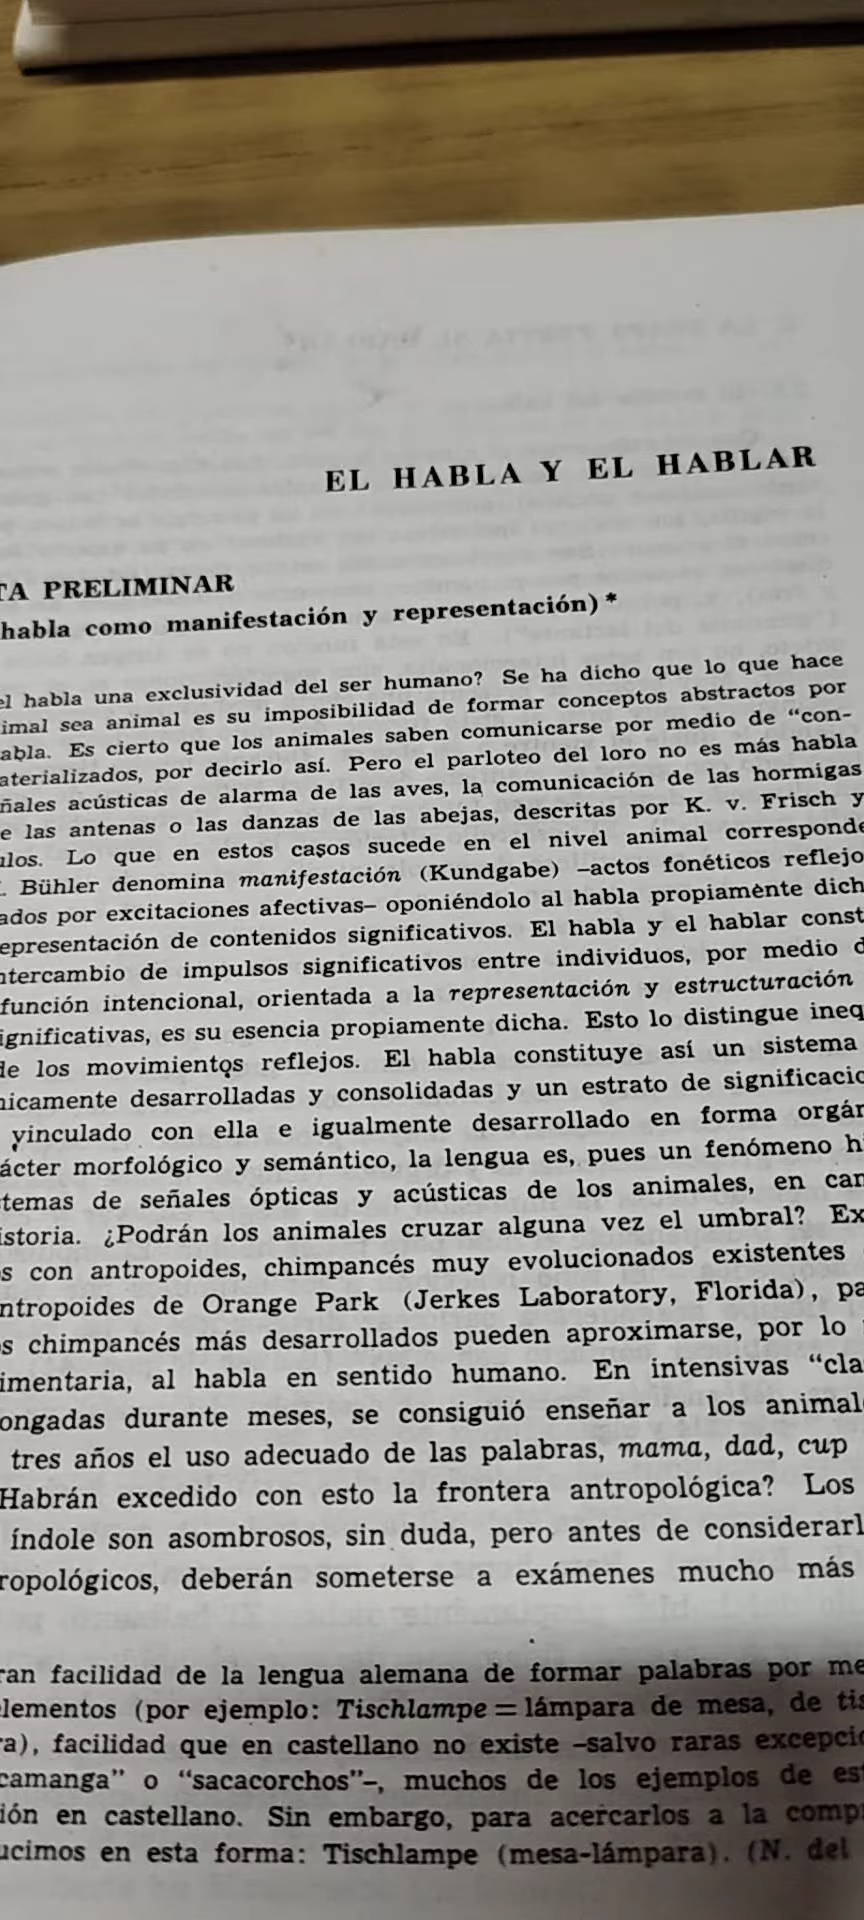 EL HABLA Y EL HABLAR
TA PRELIMINAR
habla como manifestación y representación)*
el habla una exclusividad del ser humano? Se ha dicho que lo que hace
imal sea animal es su imposibilidad de formar conceptos abstractos por
abla. Es cierto que los animales saben comunicarse por medio de “con-
aterializados, por decirlo así. Pero el parloteo del loro no es más habla
ñales acústicas de alarma de las aves, la comunicación de las hormigas
e las antenas o las danzas de las abejas, descritas por K. v. Frisch y
ulos. Lo que en estos casos sucede en el nivel animal corresponde
. Bühler denomina manifestación (Kundgabe) –actos fonéticos reflejo
ados por excitaciones afectivas– oponiéndolo al habla propiamente dich
epresentación de contenidos significativos. El habla y el hablar const
ntercambio de impulsos significativos entre individuos, por medio d
función intencional, orientada a la representación y estructuración
ignificativas, es su esencia propiamente dicha. Esto lo distingue ineq
de los movimientos reflejos. El habla constituye así un sistema
nicamente desarrolladas y consolidadas y un estrato de significacio
vinculado con ella e igualmente desarrollado en forma orgán
ácter morfológico y semántico, la lengua es, pues un fenómeno hi
temas de señales ópticas y acústicas de los animales, en cam
istoria. ¿Podrán los animales cruzar alguna vez el umbral? Ex
s con antropoides, chimpancés muy evolucionados existentes
ntropoides de Orange Park (Jerkes Laboratory, Florida), pa
s chimpancés más desarrollados pueden aproximarse, por lo
imentaria, al habla en sentido humano. En intensivas “cla
ongadas durante meses, se consiguió enseñar a los animal
tres años el uso adecuado de las palabras, mama, dad, cup
Habrán excedido con esto la frontera antropológica? Los
índole son asombrosos, sin duda, pero antes de considerarl
ropológicos, deberán someterse a exámenes mucho más
ran facilidad de la lengua alemana de formar palabras por me
lementos (por ejemplo: Tischlampe = lámpara de mesa, de tis
ra), facilidad que en castellano no existe –salvo raras excepcio
camanga” o “sacacorchos”–, muchos de los ejemplos de est
ión en castellano. Sin embargo, para acercarlos a la comp
ucimos en esta forma: Tischlampe (mesa-lámpara). (N. del